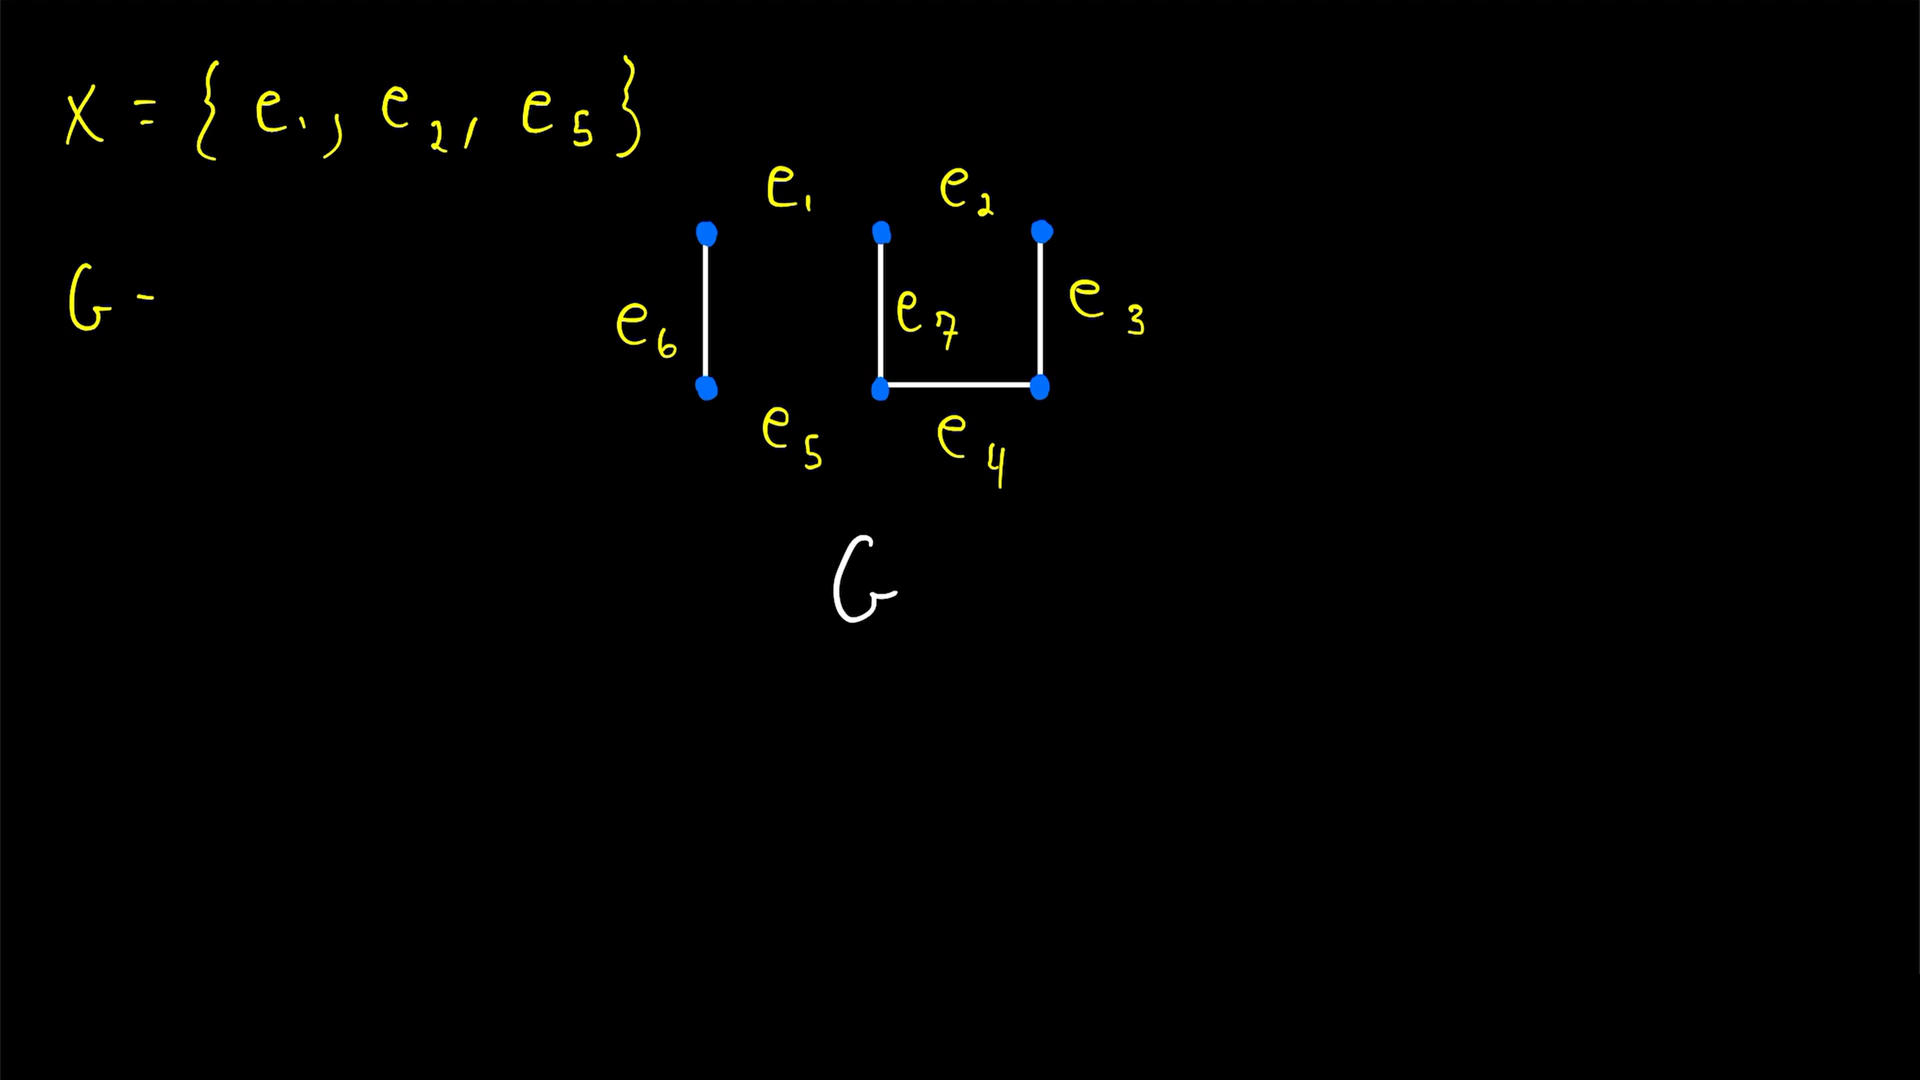 X = { e₁, e₂, e₅ }
e₁ e₂
G -
e₆ e₇ e₃
e₅ e₄
G